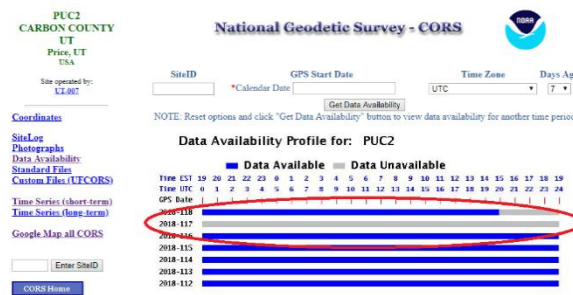 PUC2
CARBON COUNTY
UT
Price, UT
USA
Site operated by:
UT-007
Coordinates
SiteLog
Photographs
Data Availability
Standard Files
Custom Files (UFCORS)
Time Series (short-term)
Time Series (long-term)
Google Map all CORS
Enter SiteID
CORS Home
National Geodetic Survey - CORS
NOAA
SiteID
GPS Start Date
Time Zone
Days Ag
*Calendar Date
UTC
7
Get Data Availability
NOTE: Reset options and click "Get Data Availability" button to view data availability for another time period
Data Availability Profile for: PUC2
Data Available
Data Unavailable
Time EST 19 20 21 22 23 0 1 2 3 4 5 6 7 8 9 10 11 12 13 14 15 16 17 18 19
Time UTC 0 1 2 3 4 5 6 7 8 9 10 11 12 13 14 15 16 17 18 19 20 21 22 23 24
GPS Date
2018-118
2018-117
2018-116
2018-115
2018-114
2018-113
2018-112